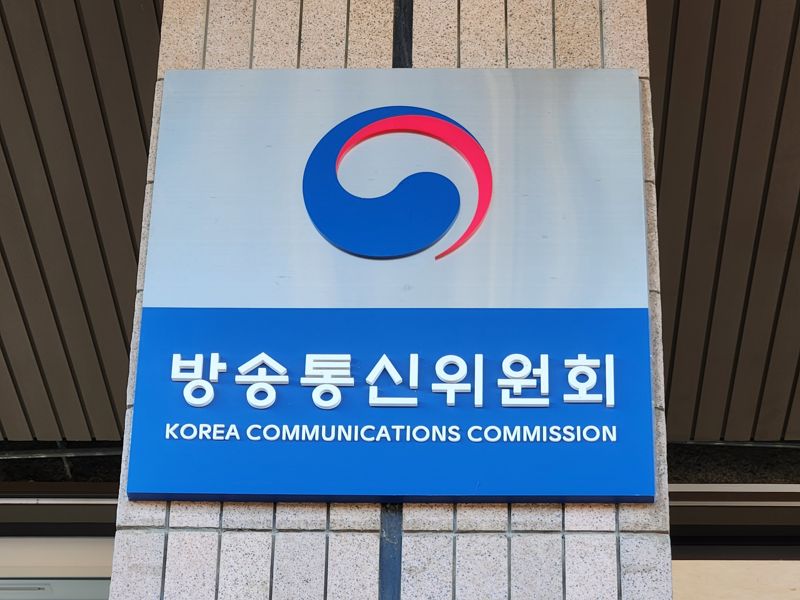 방송통신위원회
KOREA COMMUNICATIONS COMMISSION